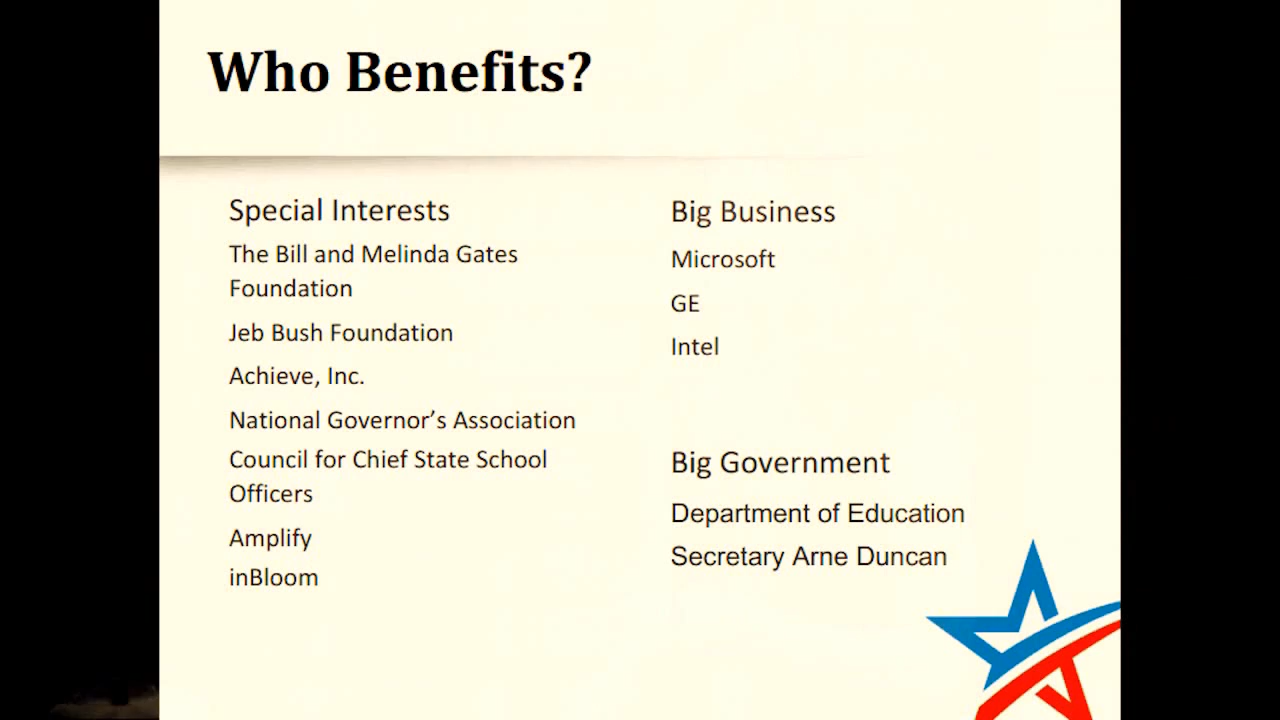 Who Benefits?
Special Interests
The Bill and Melinda Gates
Foundation
Jeb Bush Foundation
Achieve, Inc.
National Governor’s Association
Council for Chief State School
Officers
Amplify
inBloom
Big Business
Microsoft
GE
Intel
Big Government
Department of Education
Secretary Arne Duncan